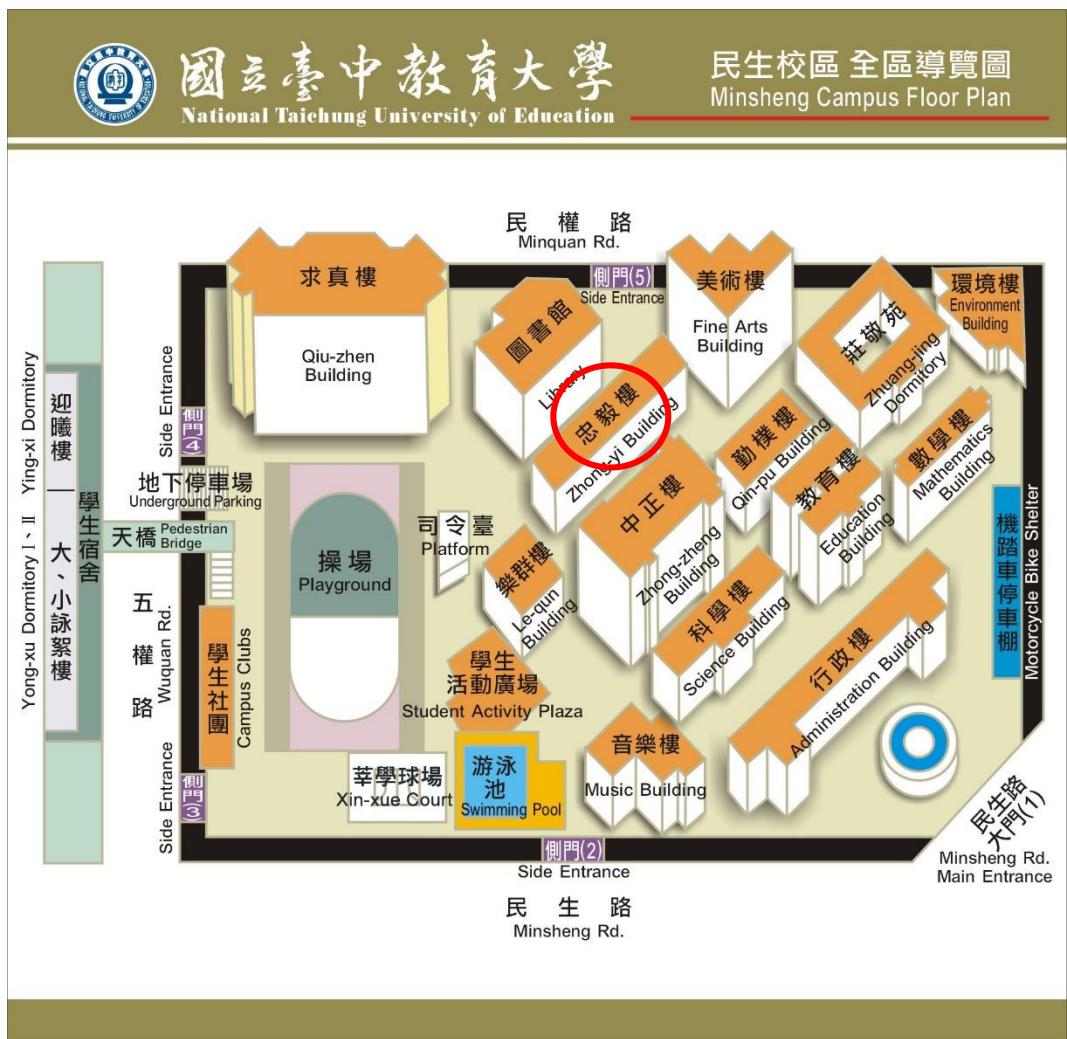 國立臺中教育大學
National Taichung University of Education
民生校區 全區導覽圖
Minsheng Campus Floor Plan
民權路
Minquan Rd.
求真樓
Qiu-zhen
Building
圖書館
Library
側門(5)
Side Entrance
美術樓
Fine Arts
Building
莊敬苑
Zhuang-jing
Dormitory
環境樓
Environment
Building
忠毅樓
Zhong-yi Building
勤樸樓
Qin-pu Building
教育樓
Education
Building
數學樓
Mathematics
Building
機踏車停車棚
Motorcycle Bike Shelter
迎曦樓
Ying-xi Dormitory
大、小詠絮樓
Yong-xu Dormitory I、II
學生宿舍
Side Entrance
側門(4)
地下停車場
Underground Parking
天橋
Pedestrian
Bridge
五權路
Wuquan Rd.
操場
Playground
司令臺
Platform
中正樓
Zhong-zheng
Building
樂群樓
Le-qun
Building
科學樓
Science Building
行政樓
Administration Building
學生社團
Campus Clubs
學生
活動廣場
Student Activity Plaza
莘學球場
Xin-xue Court
游泳
池
Swimming Pool
音樂樓
Music Building
側門(3)
Side Entrance
側門(2)
Side Entrance
民生路
Minsheng Rd.
民生路
大門(1)
Minsheng Rd.
Main Entrance